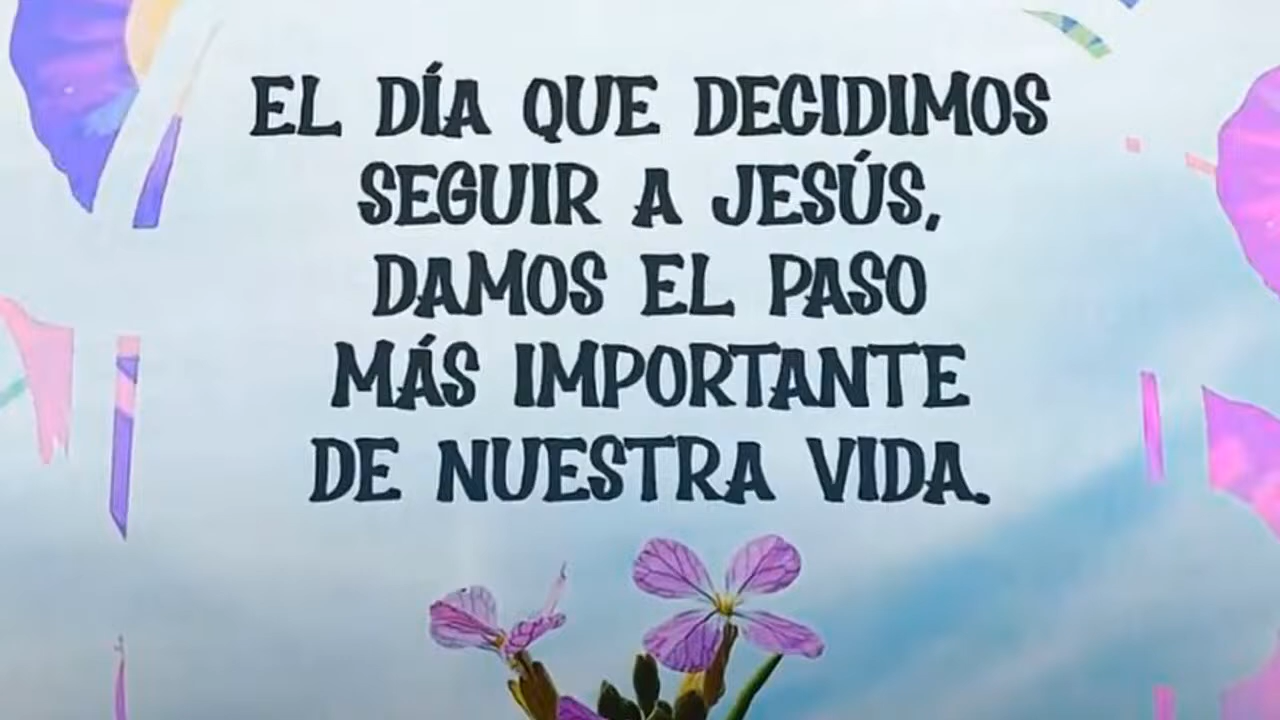 EL DÍA QUE DECIDIMOS
SEGUIR A JESÚS,
DAMOS EL PASO
MÁS IMPORTANTE
DE NUESTRA VIDA.